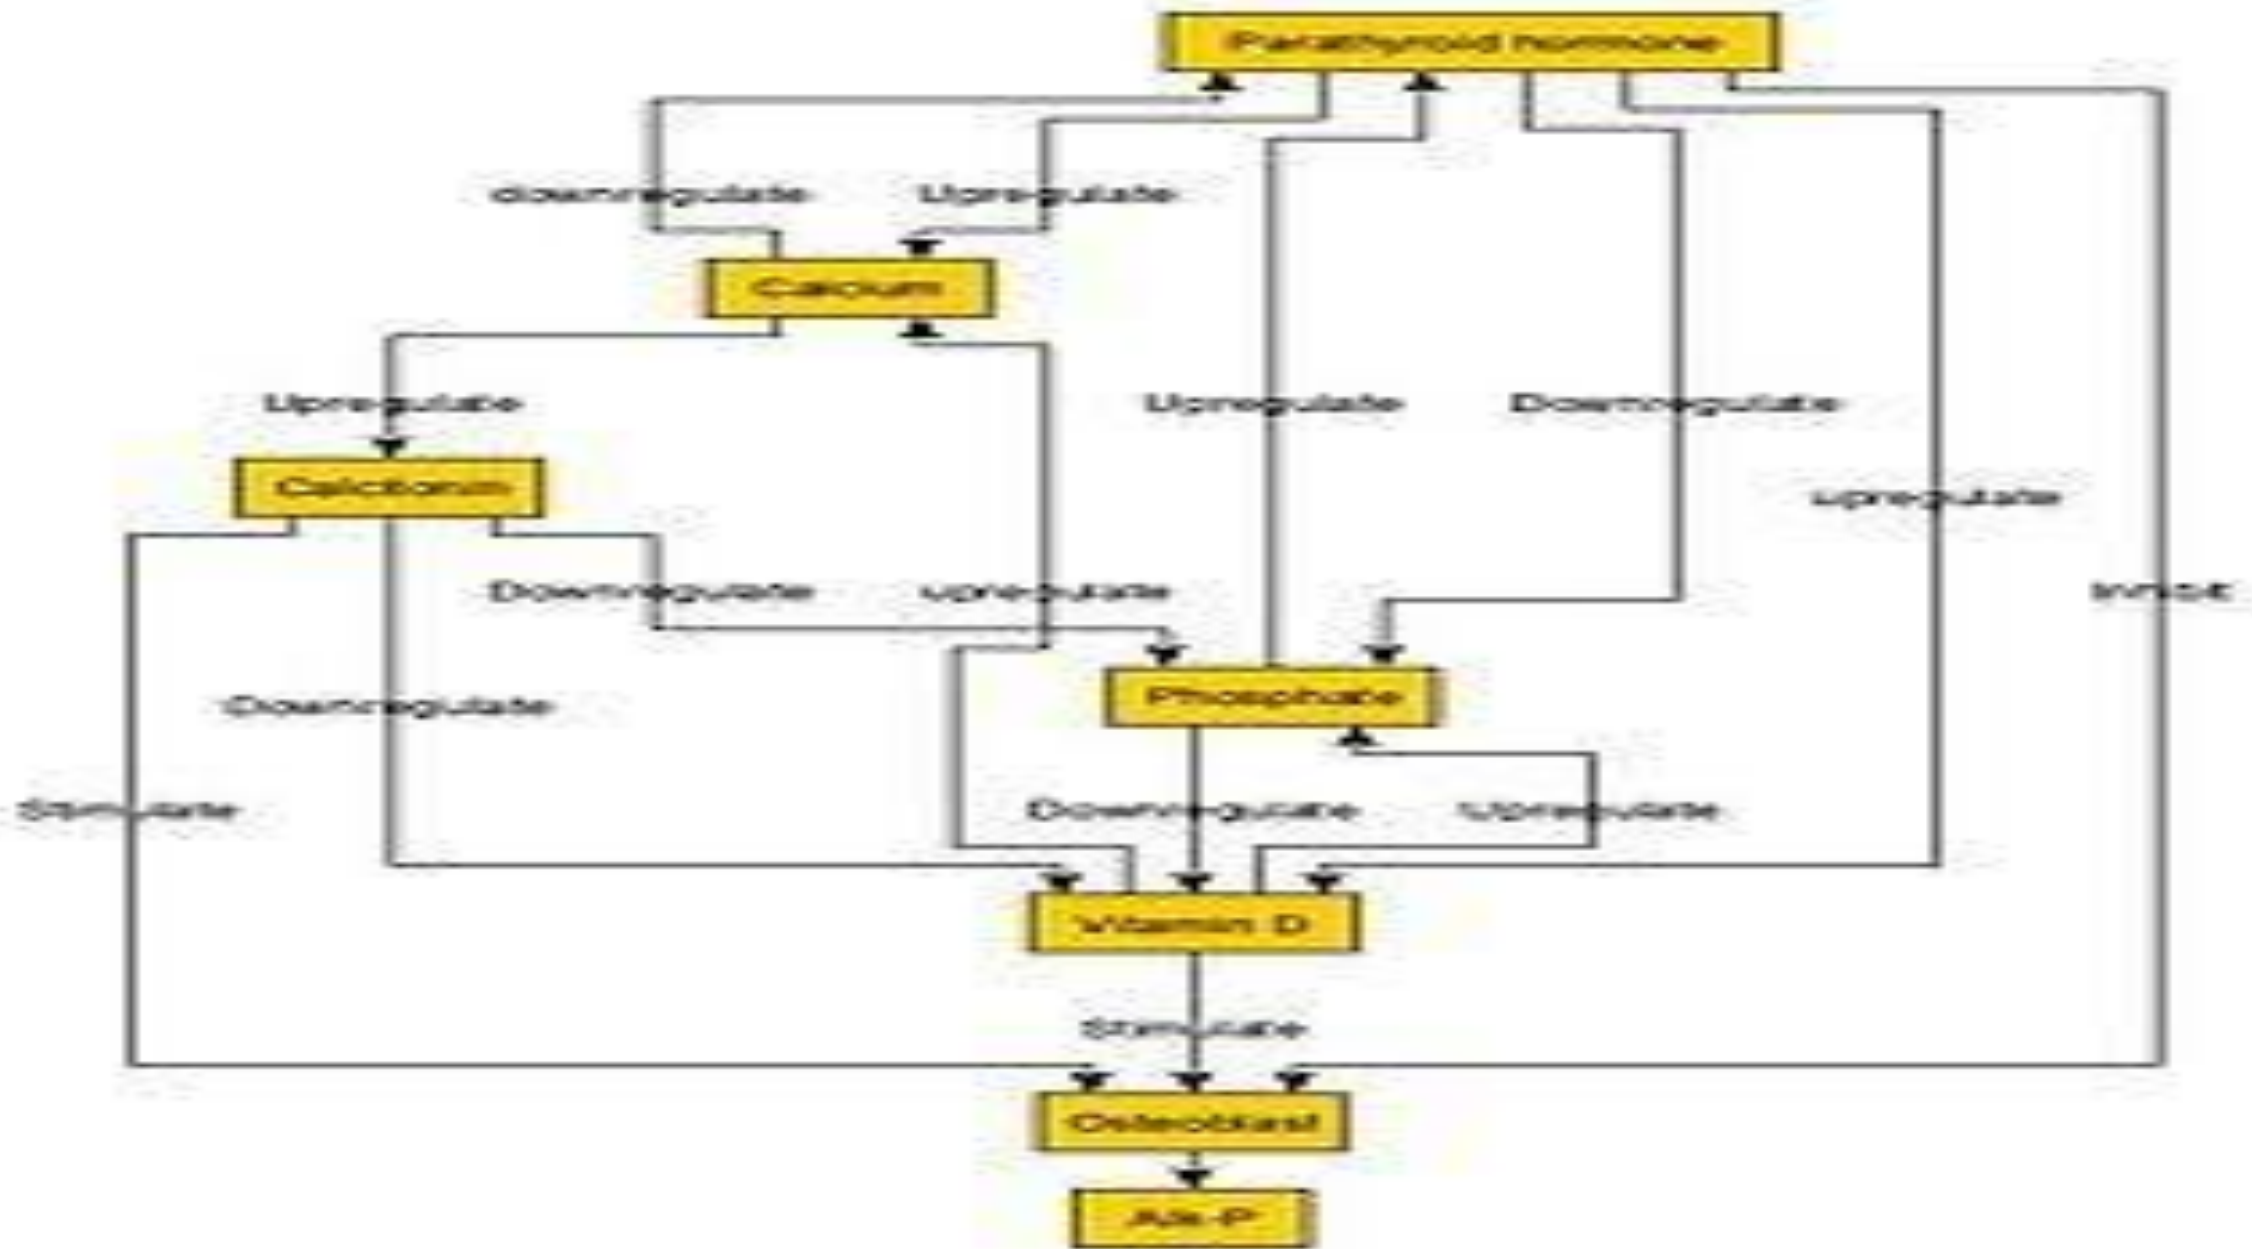 Parathyroid hormone
downregulate Upregulate
Calcium
Upregulate Upregulate Downregulate
Calcitonin
upregulate
Downregulate upregulate Inhibit
Phosphate
Downregulate
Stimulate Downregulate Upregulate
Vitamin D
Stimulate
Osteoblast
Alk-P